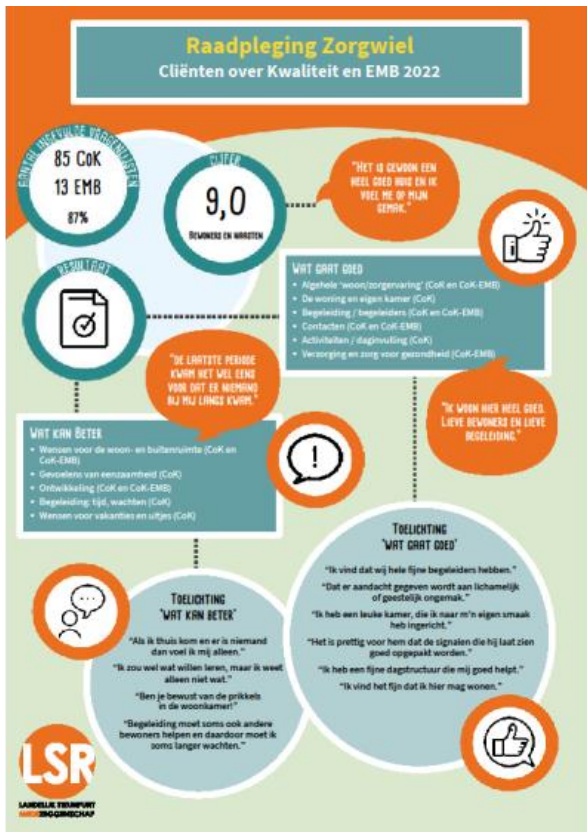 Raadpleging Zorgwiel
Cliënten over Kwaliteit en EMB 2022
AANTAL INGEVULDE VRAGENLIJSTEN
85 CoK
13 EMB
87%
CIJFER
9,0
BEWONERS EN NAASTEN
"HET IS GEWOON EEN
HEEL GOED HUIS EN IK
VOEL ME OP MIJN
GEMAK."
RESULTAAT
WAT GAAT GOED
• Algehele 'woon/zorgervaring' (CoK en CoK-EMB)
• De woning en eigen kamer (CoK)
• Begeleiding / begeleiders (CoK en CoK-EMB)
• Contacten (CoK en CoK-EMB)
• Activiteiten / daginvulling (CoK)
• Verzorging en zorg voor gezondheid (CoK-EMB)
"DE LAATSTE PERIODE
KWAM HET WEL EENS
VOOR DAT ER NIEMAND
BIJ MIJ LANGS KWAM."
"IK WOON HIER HEEL GOED.
LIEVE BEWONERS EN LIEVE
BEGELEIDING."
WAT KAN BETER
• Wensen voor de woon- en buitenruimte (CoK en
CoK-EMB)
• Gevoelens van eenzaamheid (CoK)
• Ontwikkeling (CoK en CoK-EMB)
• Begeleiding: tijd, wachten (CoK)
• Wensen voor vakanties en uitjes (CoK)
TOELICHTING
'WAT GAAT GOED'
"Ik vind dat wij hele fijne begeleiders hebben."
"Dat er aandacht gegeven wordt aan lichamelijk
of geestelijk ongemak."
"Ik heb een leuke kamer, die ik naar m'n eigen smaak
heb ingericht."
"Het is prettig voor hem dat de signalen die hij laat zien
goed opgepakt worden."
"Ik heb een fijne dagstructuur die mij goed helpt."
"Ik vind het fijn dat ik hier mag wonen."
TOELICHTING
'WAT KAN BETER'
"Als ik thuis kom en er is niemand
dan voel ik mij alleen."
"Ik zou wel wat willen leren, maar ik weet
alleen niet wat."
"Ben je bewust van de prikkels
in de woonkamer!"
"Begeleiding moet soms ook andere
bewoners helpen en daardoor moet ik
soms langer wachten."
LSR
LANDELIJK STEUNPUNT
MEDEZEGGENSCHAP